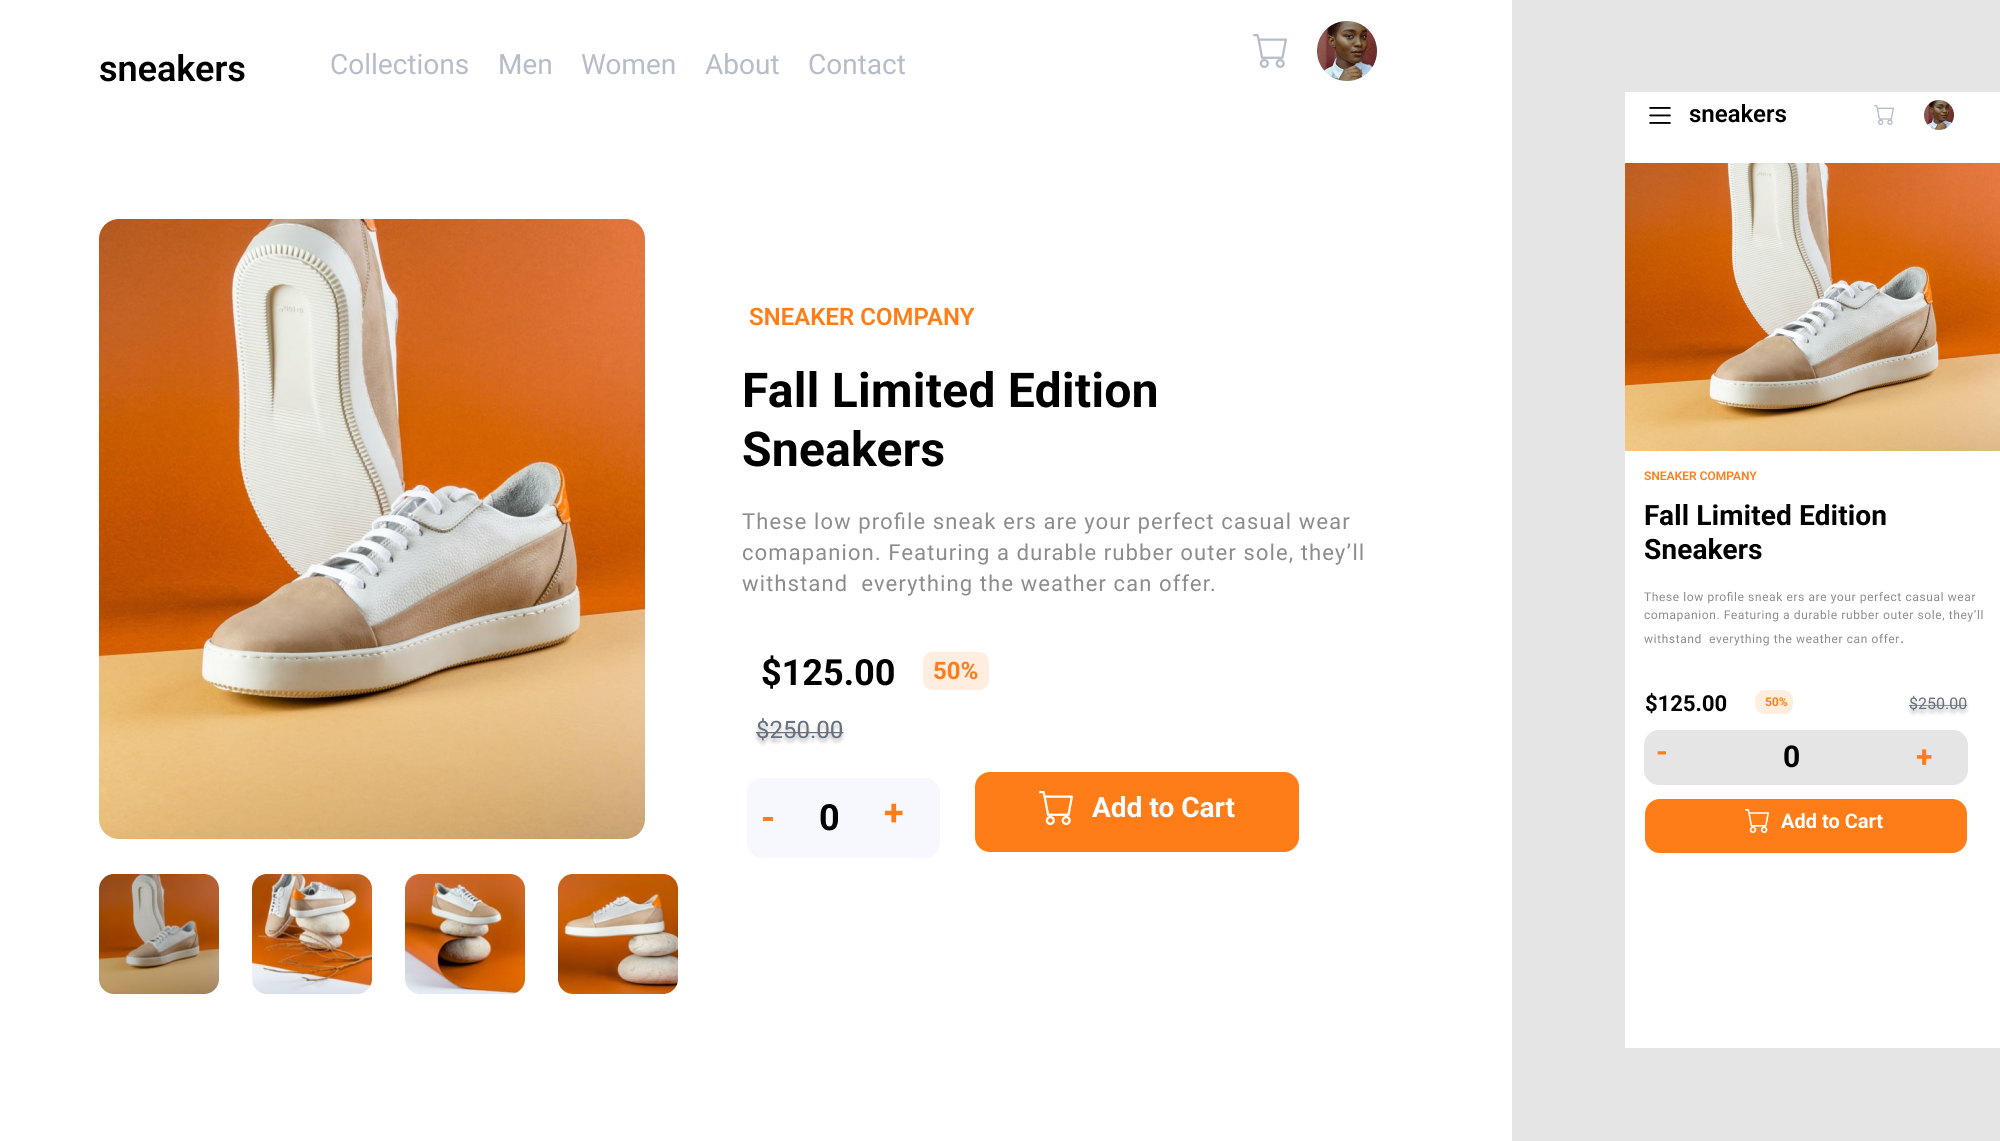 sneakers
Collections Men Women About Contact
SNEAKER COMPANY
Fall Limited Edition
Sneakers
These low profile sneak ers are your perfect casual wear
comapanion. Featuring a durable rubber outer sole, they’ll
withstand  everything the weather can offer.
$125.00 50%
$250.00
- 0 +
Add to Cart
sneakers
SNEAKER COMPANY
Fall Limited Edition
Sneakers
These low profile sneak ers are your perfect casual wear
comapanion. Featuring a durable rubber outer sole, they’ll
withstand  everything the weather can offer.
$125.00 50% $250.00
- 0 +
Add to Cart